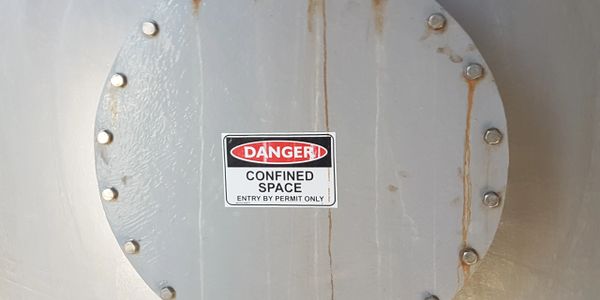 DANGER
CONFINED
SPACE
ENTRY BY PERMIT ONLY